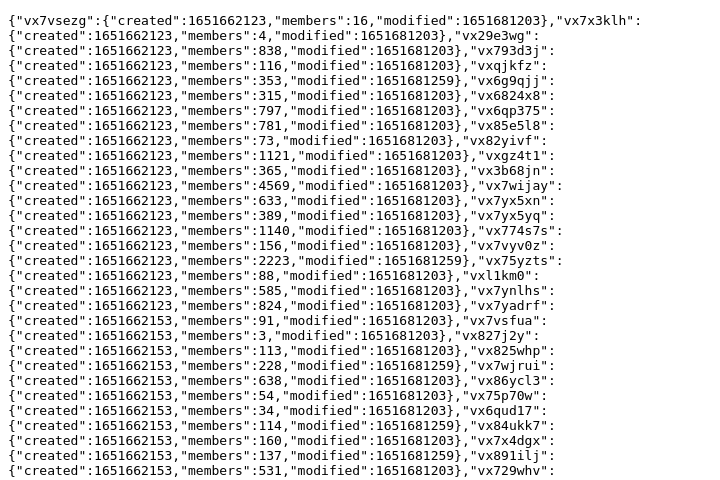 {"vx7vsezg":{"created":1651662123,"members":16,"modified":1651681203},"vx7x3klh":
{"created":1651662123,"members":4,"modified":1651681203},"vx29e3wg":
{"created":1651662123,"members":838,"modified":1651681203},"vx793d3j":
{"created":1651662123,"members":116,"modified":1651681203},"vxqjkfz":
{"created":1651662123,"members":353,"modified":1651681259},"vx6g9qjj":
{"created":1651662123,"members":315,"modified":1651681203},"vx6824x8":
{"created":1651662123,"members":797,"modified":1651681203},"vx6qp375":
{"created":1651662123,"members":781,"modified":1651681203},"vx85e5l8":
{"created":1651662123,"members":73,"modified":1651681203},"vx82yivf":
{"created":1651662123,"members":1121,"modified":1651681203},"vxgz4t1":
{"created":1651662123,"members":365,"modified":1651681203},"vx3b68jn":
{"created":1651662123,"members":4569,"modified":1651681203},"vx7wijay":
{"created":1651662123,"members":633,"modified":1651681203},"vx7yx5xn":
{"created":1651662123,"members":389,"modified":1651681203},"vx7yx5yq":
{"created":1651662123,"members":1140,"modified":1651681203},"vx774s7s":
{"created":1651662123,"members":156,"modified":1651681203},"vx7vyv0z":
{"created":1651662123,"members":2223,"modified":1651681259},"vx75yzts":
{"created":1651662123,"members":88,"modified":1651681203},"vxl1km0":
{"created":1651662123,"members":585,"modified":1651681203},"vx7ynlhs":
{"created":1651662123,"members":824,"modified":1651681203},"vx7yadrf":
{"created":1651662153,"members":91,"modified":1651681203},"vx7vsfua":
{"created":1651662153,"members":3,"modified":1651681203},"vx827j2y":
{"created":1651662153,"members":113,"modified":1651681203},"vx825whp":
{"created":1651662153,"members":228,"modified":1651681259},"vx7wjrui":
{"created":1651662153,"members":638,"modified":1651681203},"vx86ycl3":
{"created":1651662153,"members":54,"modified":1651681203},"vx75p70w":
{"created":1651662153,"members":34,"modified":1651681203},"vx6qud17":
{"created":1651662153,"members":114,"modified":1651681259},"vx84ukk7":
{"created":1651662153,"members":160,"modified":1651681203},"vx7x4dgx":
{"created":1651662153,"members":137,"modified":1651681259},"vx891ilj":
{"created":1651662153,"members":531,"modified":1651681203},"vx729whv":